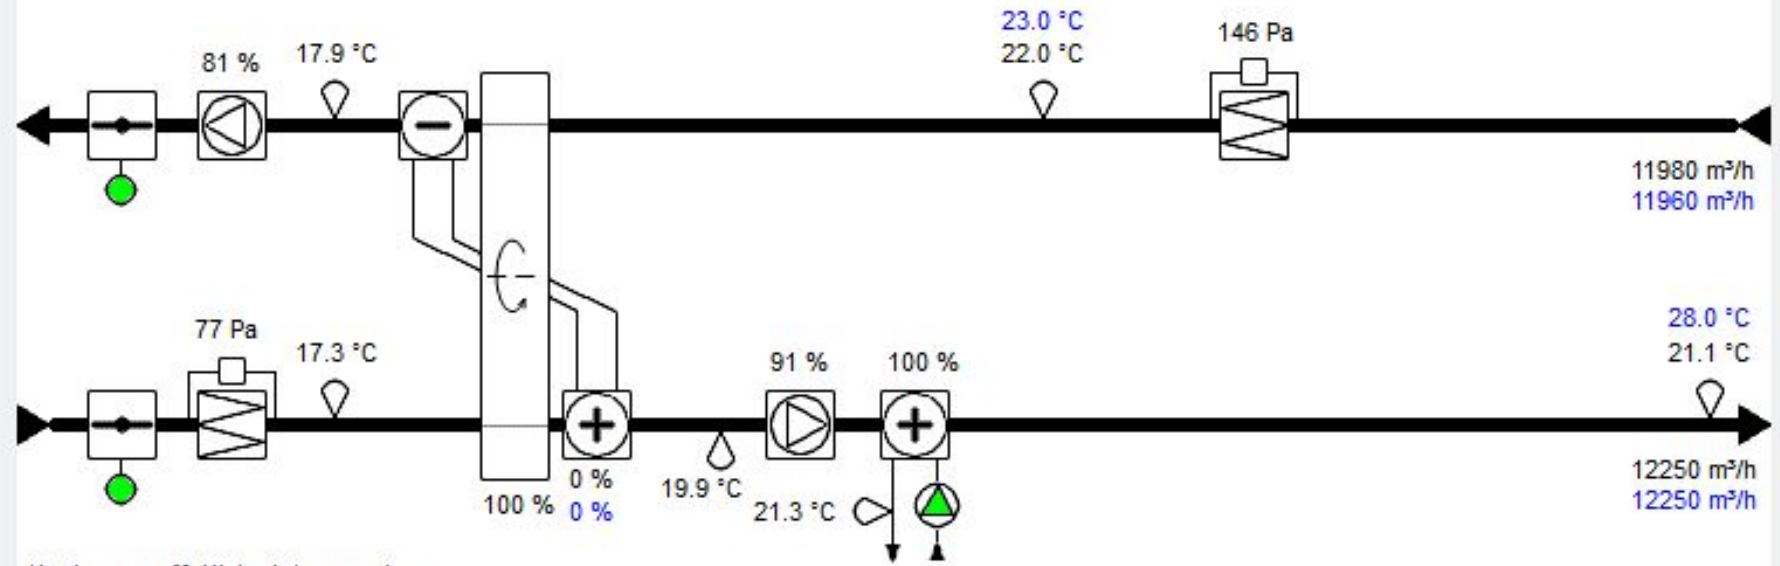 23.0 °C
22.0 °C
146 Pa
81 %
17.9 °C
11980 m³/h
11960 m³/h
77 Pa
17.3 °C
91 %
100 %
28.0 °C
21.1 °C
0 %
0 %
100 %
19.9 °C
21.3 °C
12250 m³/h
12250 m³/h